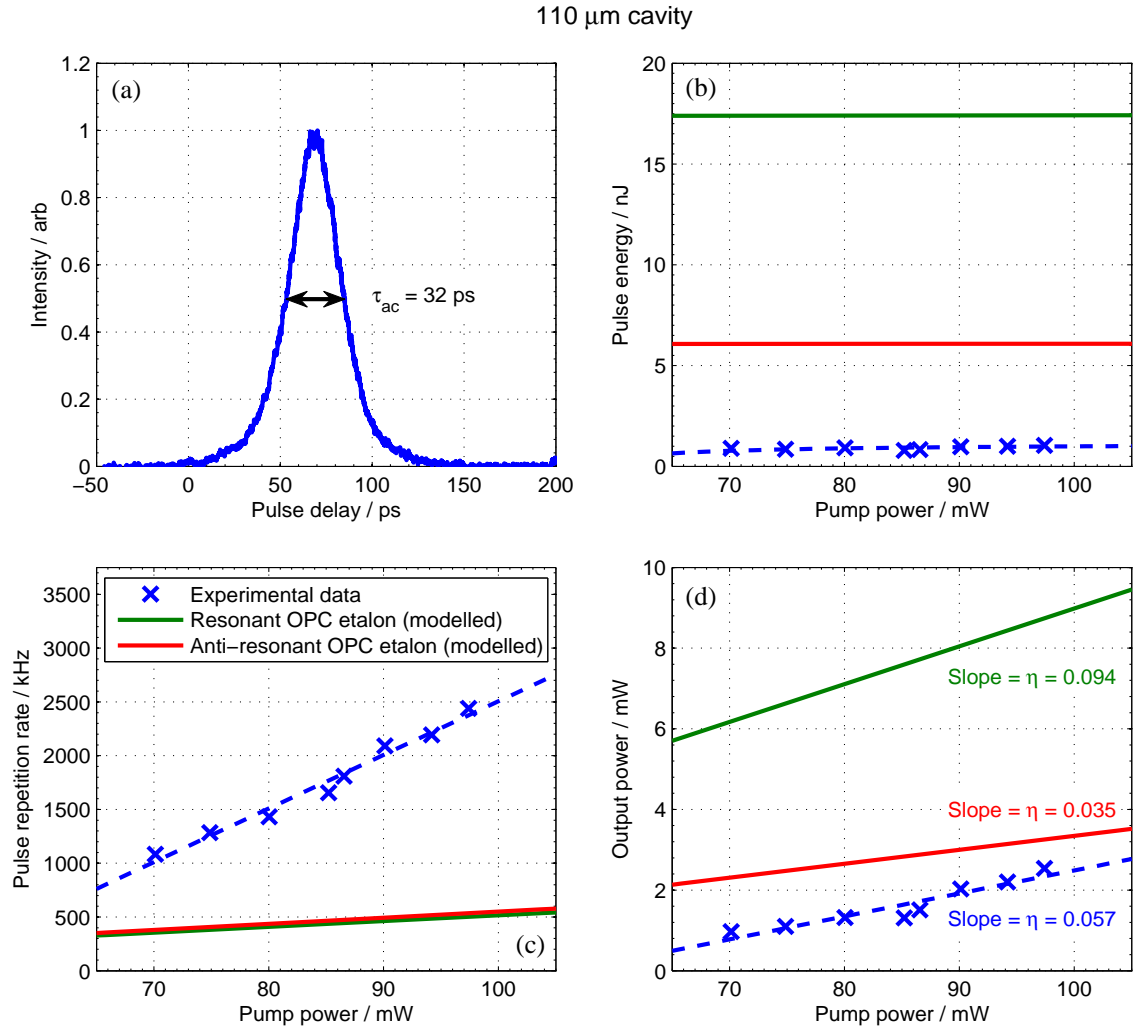 110 μm cavity
(a)
1.2
1
0.8
0.6
0.4
0.2
0
−50
0
50
100
150
200
Intensity / arb
Pulse delay / ps
τac = 32 ps
(b)
20
15
10
5
0
70
80
90
100
Pulse energy / nJ
Pump power / mW
Experimental data
Resonant OPC etalon (modelled)
Anti−resonant OPC etalon (modelled)
3500
3000
2500
2000
1500
1000
500
0
70
80
90
100
Pulse repetition rate / kHz
Pump power / mW
(c)
(d)
10
8
6
4
2
0
70
80
90
100
Output power / mW
Pump power / mW
Slope = η = 0.094
Slope = η = 0.035
Slope = η = 0.057